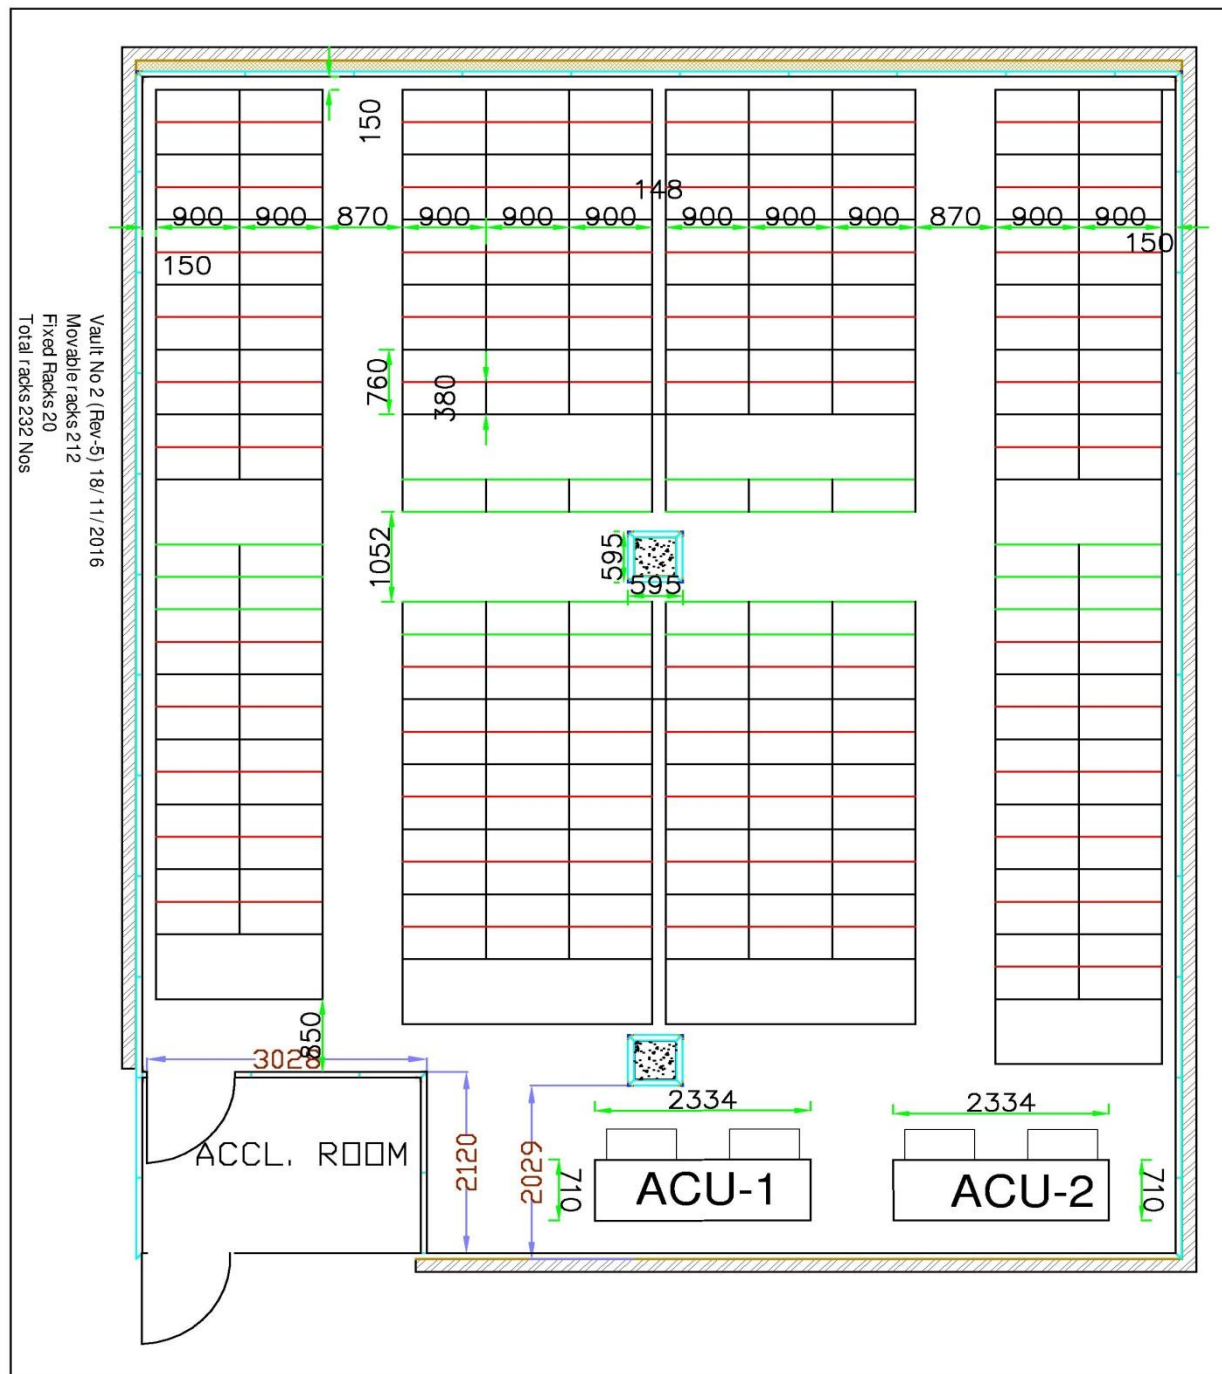 150
148
900 900 870 900 900 900 900 900 900 870 900 900
150
150
Vault No 2 (Rev-5) 18/11/2016
Movable racks 212
Fixed Racks 20
Total racks 232 Nos
760
380
1052
595
595
850
3028
2334
2334
ACCL. ROOM
2120
2029
710
ACU-1
ACU-2
710